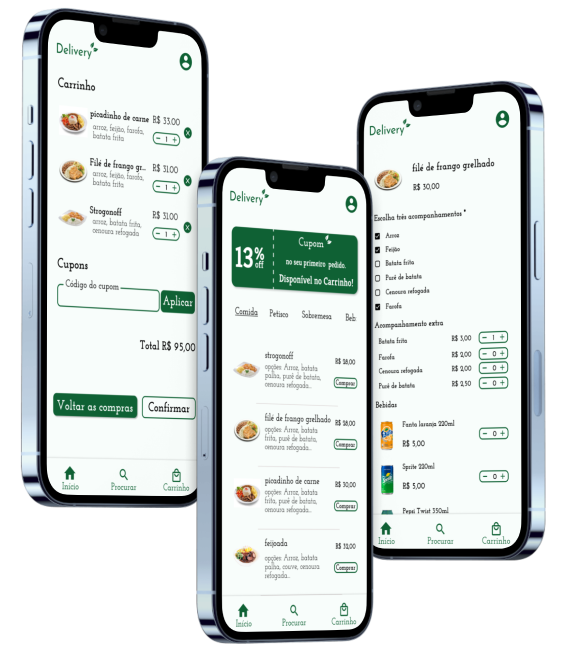 Delivery
Carrinho
picadinho de carne R$ 33,00
arroz, feijão, farofa,
batata frita
- 1 +
Filé de frango gr... R$ 31,00
arroz, feijão, farofa,
batata frita
- 1 +
Strogonoff R$ 31,00
arroz, batata frita,
cenoura refogada
- 1 +
Cupons
Código do cupom
Aplicar
Total R$ 95,00
Voltar as compras Confirmar
Início Procurar Carrinho
Delivery
13% off
Cupom
no seu primeiro pedido.
Disponível no Carrinho!
Comida Petisco Sobremesa Beb
strogonoff
opções: Arroz, batata
palha, purê de batata,
cenoura refogada...
R$ 28,00
Comprar
filé de frango grelhado
opções: Arroz, batata
frita, purê de batata,
cenoura refogada...
R$ 28,00
Comprar
picadinho de carne
opções: Arroz, batata
frita, purê de batata,
cenoura refogada...
R$ 30,00
Comprar
feijoada
opções: Arroz, batata
palha, couve, cenoura
refogada...
R$ 32,00
Comprar
Início Procurar Carrinho
Delivery
filé de frango grelhado
R$ 30,00
Escolha três acompanhamentos *
Arroz
Feijão
Batata frita
Purê de batata
Cenoura refogada
Farofa
Acompanhamento extra
Batata frita R$ 3,00 - 1 +
Farofa R$ 2,00 - 0 +
Cenoura refogada R$ 2,00 - 0 +
Purê de batata R$ 2,50 - 0 +
Bebidas
Fanta laranja 220ml
R$ 5,00
- 0 +
Sprite 220ml
R$ 5,00
- 0 +
Pepsi Twist 350ml
Início Procurar Carrinho